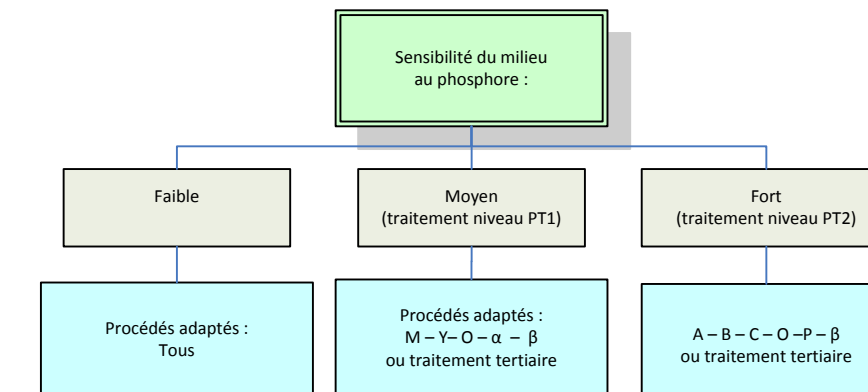 Sensibilité du milieu
au phosphore :
Faible
Moyen
(traitement niveau PT1)
Fort
(traitement niveau PT2)
Procédés adaptés :
Tous
Procédés adaptés :
M – Y– O – α – β
ou traitement tertiaire
A – B – C – O –P – β
ou traitement tertiaire